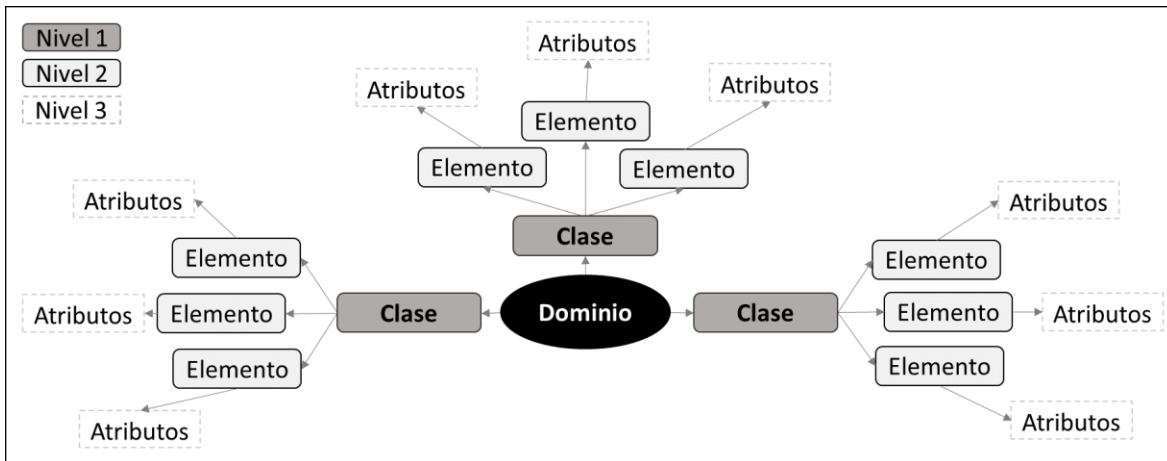 Nivel 1
Nivel 2
Nivel 3
Atributos
Atributos
Atributos
Elemento
Elemento
Elemento
Clase
Atributos
Elemento
Atributos
Elemento
Elemento
Atributos
Clase
Dominio
Clase
Elemento
Atributos
Elemento
Atributos
Elemento
Atributos